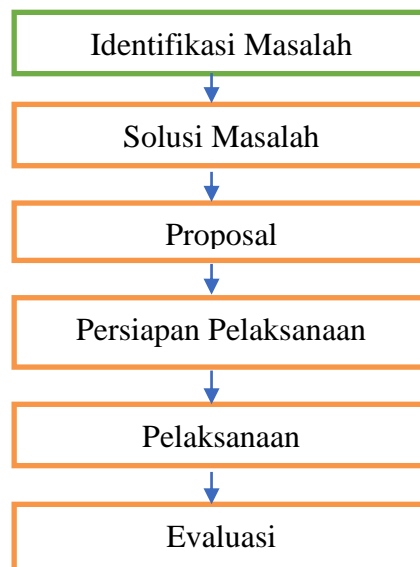 Identifikasi Masalah
Solusi Masalah
Proposal
Persiapan Pelaksanaan
Pelaksanaan
Evaluasi